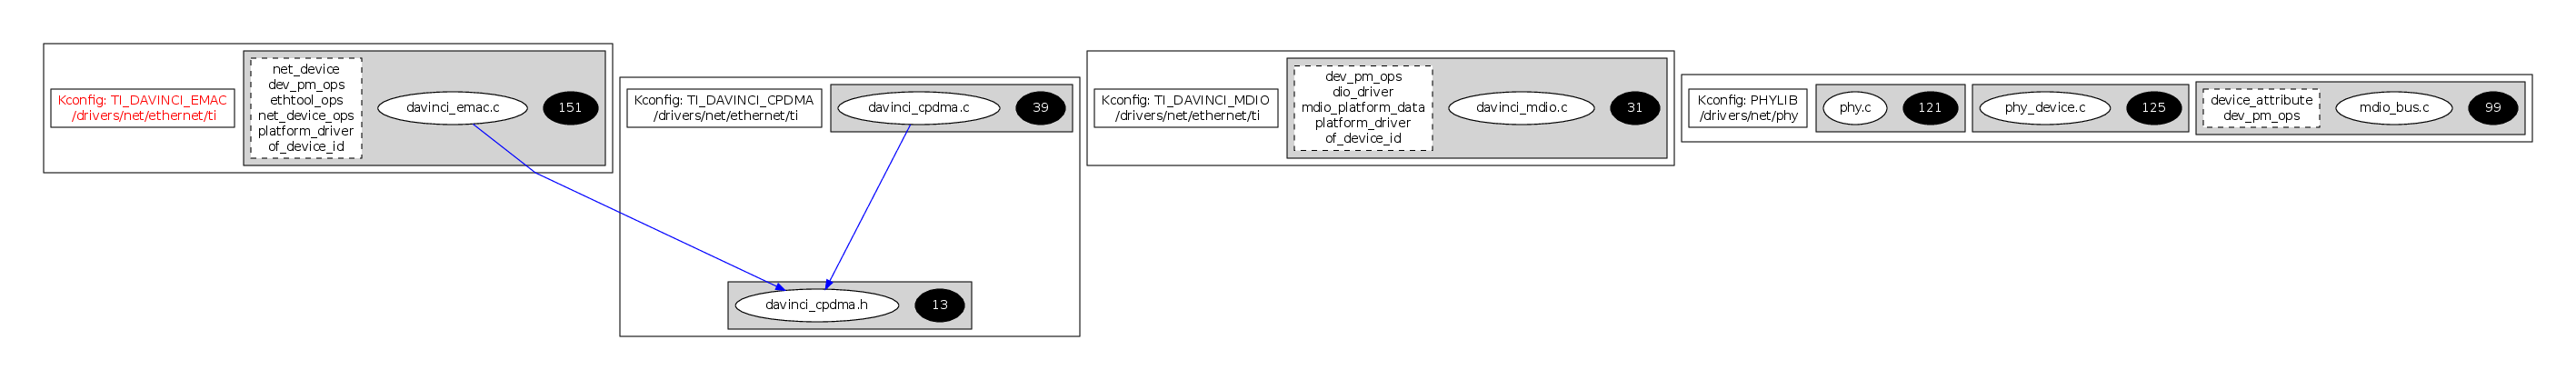 Kconfig: TI_DAVINCI_EMAC
/drivers/net/ethernet/ti
net_device
dev_pm_ops
ethtool_ops
net_device_ops
platform_driver
of_device_id
davinci_emac.c
151
Kconfig: TI_DAVINCI_CPDMA
/drivers/net/ethernet/ti
davinci_cpdma.c
39
davinci_cpdma.h
13
Kconfig: TI_DAVINCI_MDIO
/drivers/net/ethernet/ti
dev_pm_ops
dio_driver
mdio_platform_data
platform_driver
of_device_id
davinci_mdio.c
31
Kconfig: PHYLIB
/drivers/net/phy
phy.c
121
phy_device.c
125
device_attribute
dev_pm_ops
mdio_bus.c
99